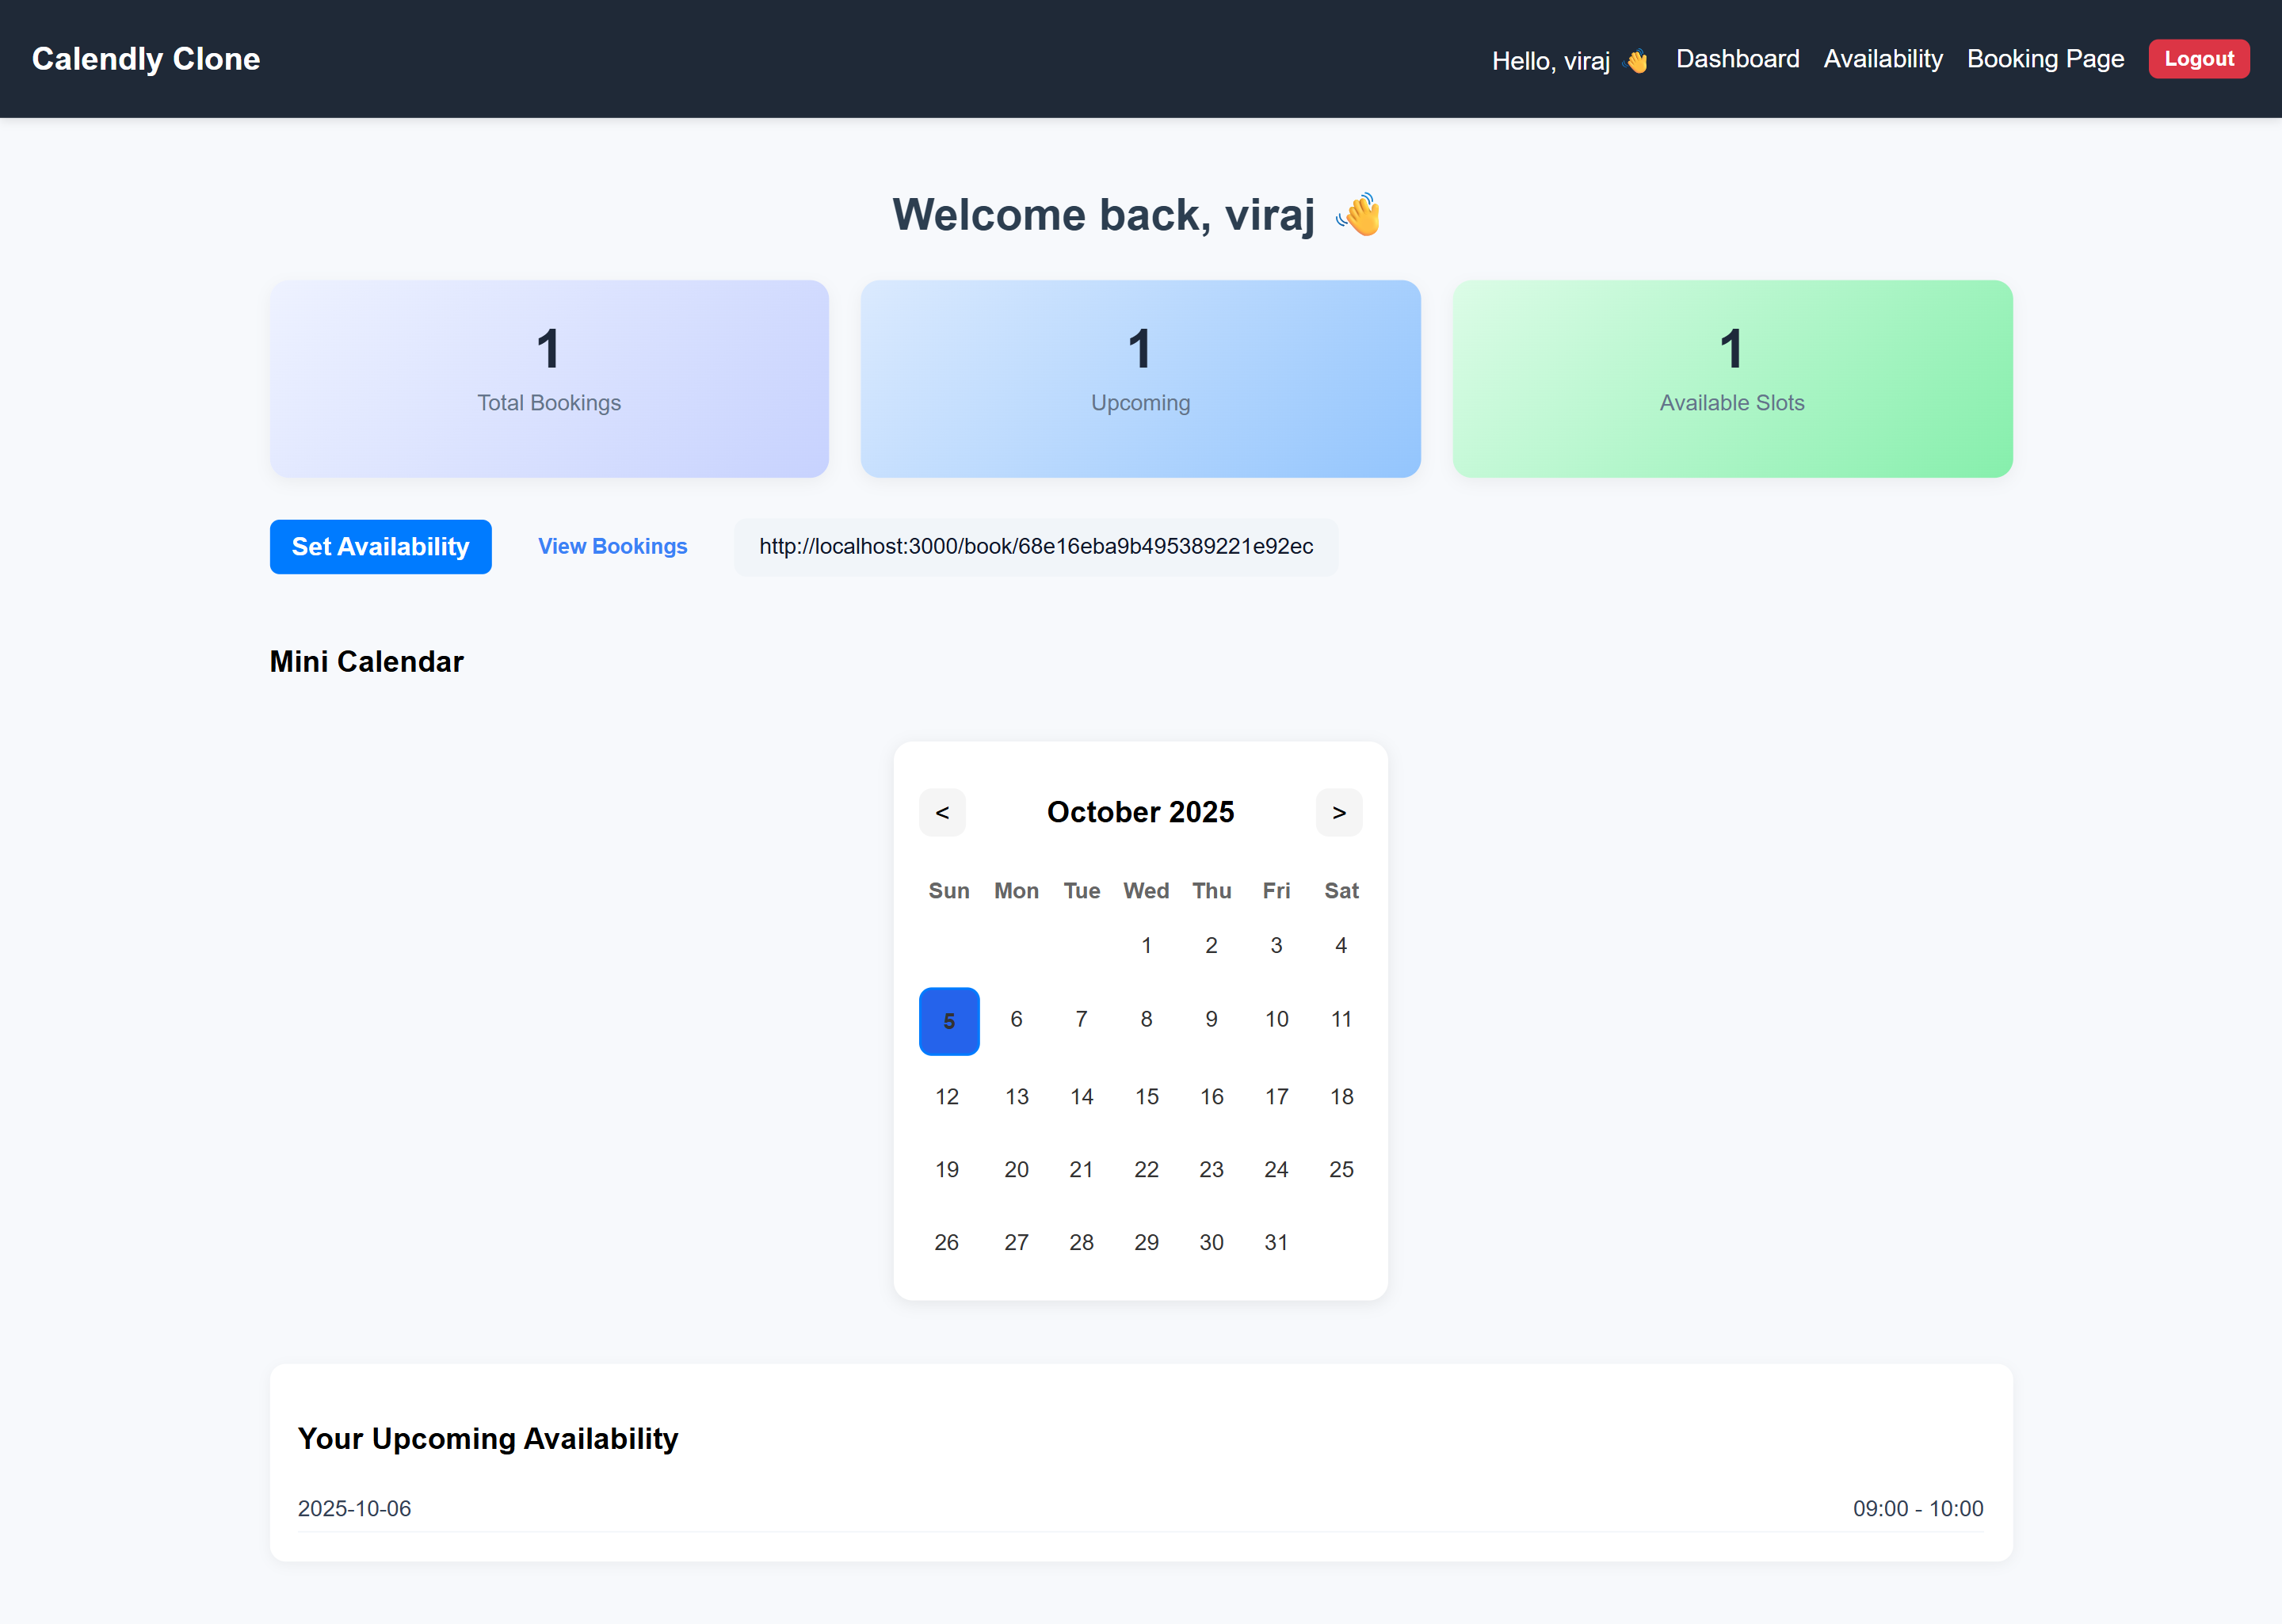 Calendly Clone
Hello, viraj 👋 Dashboard Availability Booking Page Logout
Welcome back, viraj 👋
1
Total Bookings
1
Upcoming
1
Available Slots
Set Availability View Bookings http://localhost:3000/book/68e16eba9b495389221e92ec
Mini Calendar
< October 2025 >
Sun Mon Tue Wed Thu Fri Sat
1 2 3 4
5 6 7 8 9 10 11
12 13 14 15 16 17 18
19 20 21 22 23 24 25
26 27 28 29 30 31
Your Upcoming Availability
2025-10-06 09:00 - 10:00